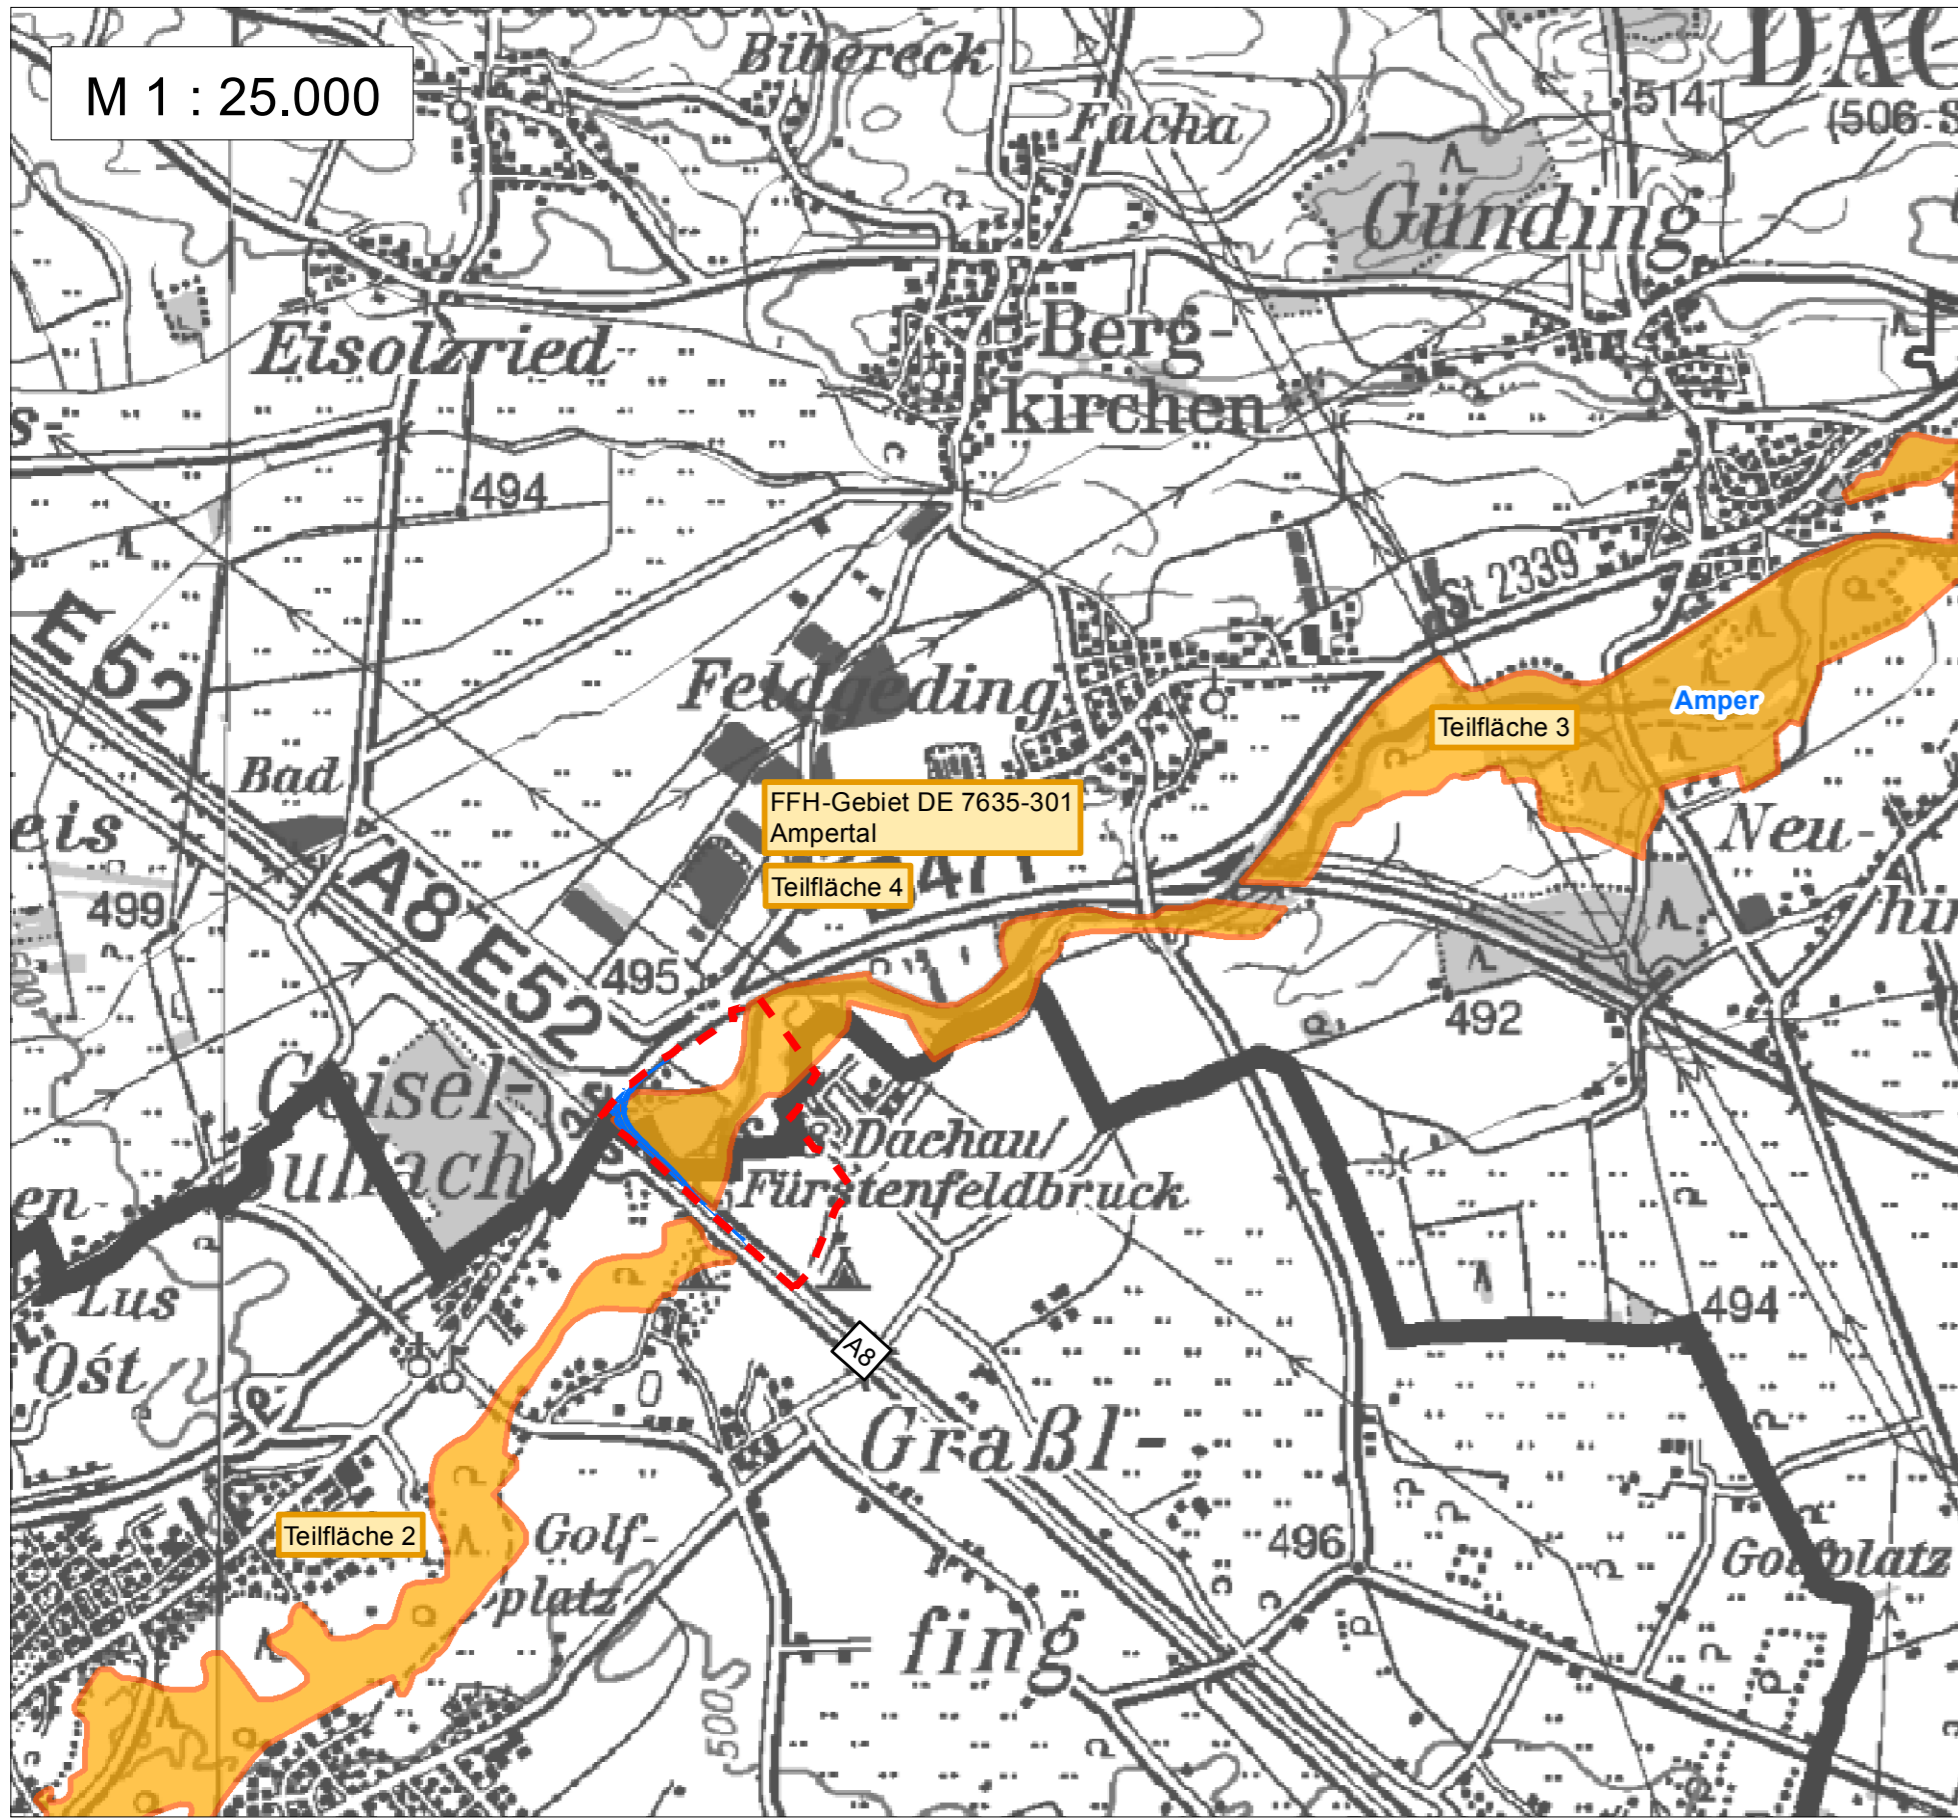 M 1 : 25.000
Bibereck
Facha
514
DAC
(506
Günding
Eisolzried
Berg-
kirchen
s-
494
St 2339
E 52
Feldgeding
Amper
Teilfläche 3
Bad
FFH-Gebiet DE 7635-301
Ampertal
Teilfläche 4
471
eis
499
A8 E52
Neu-
495
492
Geisel-
bullach
Dachau/
Fürstenfeldbruck
en-
Lus
Ost
494
A8
Graßl-
Teilfläche 2
Golf-
platz
496
Golfplatz
fing
500